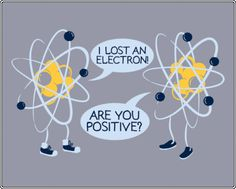 I LOST AN
ELECTRON!
ARE YOU
POSITIVE?